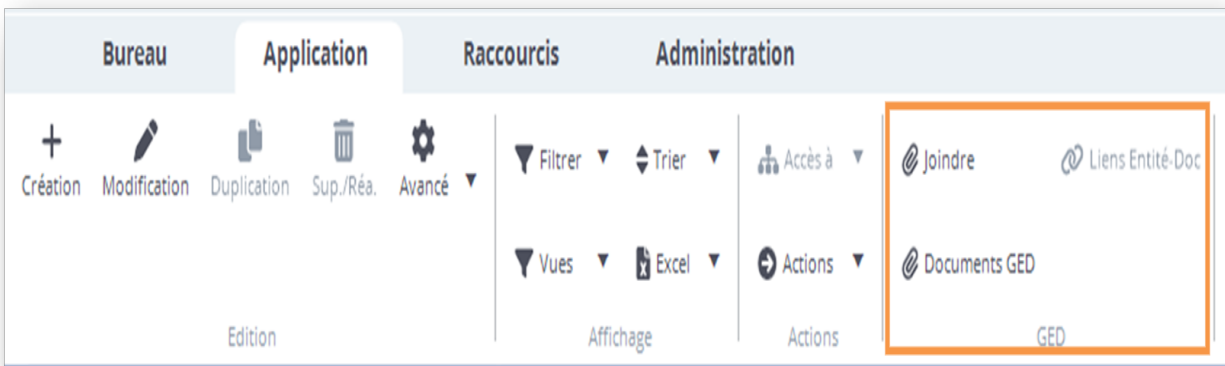 Bureau Application Raccourcis Administration
Création Modification Duplication Sup./Réa. Avancé
Filtrer Trier
Vues Excel
Accès à
Actions
Joindre Liens Entité-Doc
Documents GED
Edition Affichage Actions GED